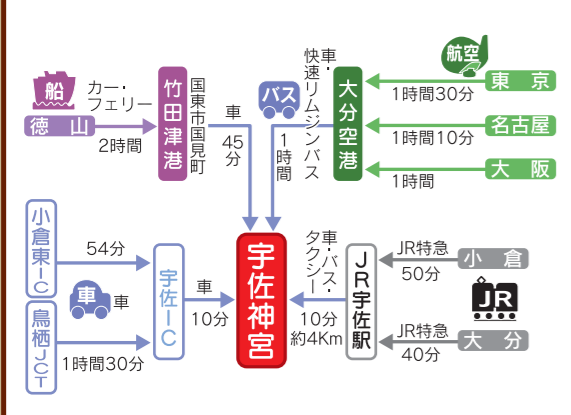 船
カー・
フェリー
徳山
2時間
竹田津港
国東市国見町
車
45
分
バス
1
時間
車・
快速リムジンバス
大分空港
航空
東京
1時間30分
名古屋
1時間10分
大阪
1時間
小倉東IC
54分
車
車
鳥栖JCT
1時間30分
宇佐IC
車
10分
宇佐神宮
車・バス・
タクシー
10分
約4Km
JR宇佐駅
JR特急
50分
小倉
JR
JR特急
40分
大分